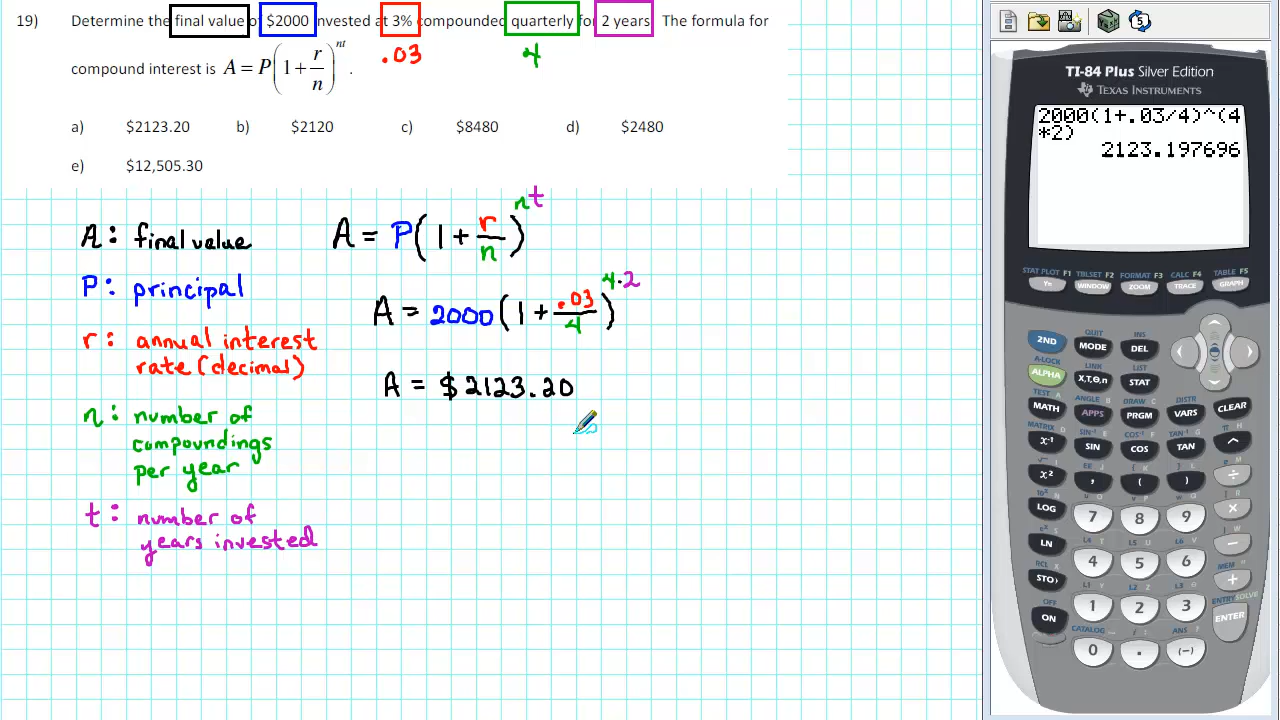 19) Determine the final value of $2000 invested at 3% compounded quarterly for 2 years. The formula for
.03 4
compound interest is A = P(1 + r/n)^nt.
a) $2123.20 b) $2120 c) $8480 d) $2480
e) $12,505.30
A: final value
P: principal
r: annual interest
rate (decimal)
n: number of
compoundings
per year
t: number of
years invested
A = P(1 + r/n)^nt
A = 2000(1 + .03/4)^4·2
A = $2123.20
TI-84 Plus Silver Edition
TEXAS INSTRUMENTS
2000(1+.03/4)^(4
*2)
2123.197696
STAT PLOT F1 TBLSET F2 FORMAT F3 CALC F4 TABLE F5
Y= WINDOW ZOOM TRACE GRAPH
QUIT INS
2ND MODE DEL
A-LOCK LINK LIST
ALPHA X,T,Θ,n STAT
TEST A ANGLE B DRAW C DISTR
MATH APPS PRGM VARS CLEAR
MATRIX D SIN⁻¹ E COS⁻¹ F TAN⁻¹ G π H
x⁻¹ SIN COS TAN ^
x² , ( ) ÷
LOG 7 8 9 ×
LN 4 5 6 −
RCL X L1 Y L2 Z L3 MEM
STO› 1 2 3 +
OFF CATALOG ANS ? ENTRY SOLVE
ON 0 . (−) ENTER